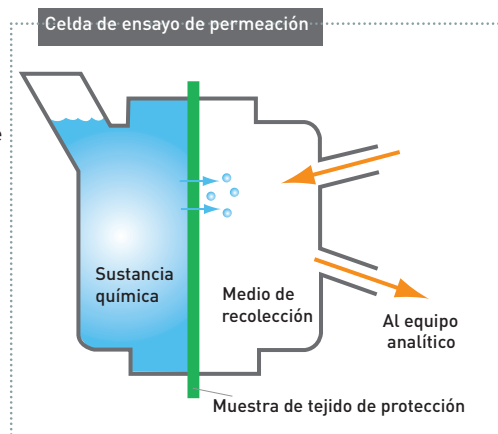 Celda de ensayo de permeación
e
Sustancia
química
Medio de
recolección
Al equipo
analítico
Muestra de tejido de protección